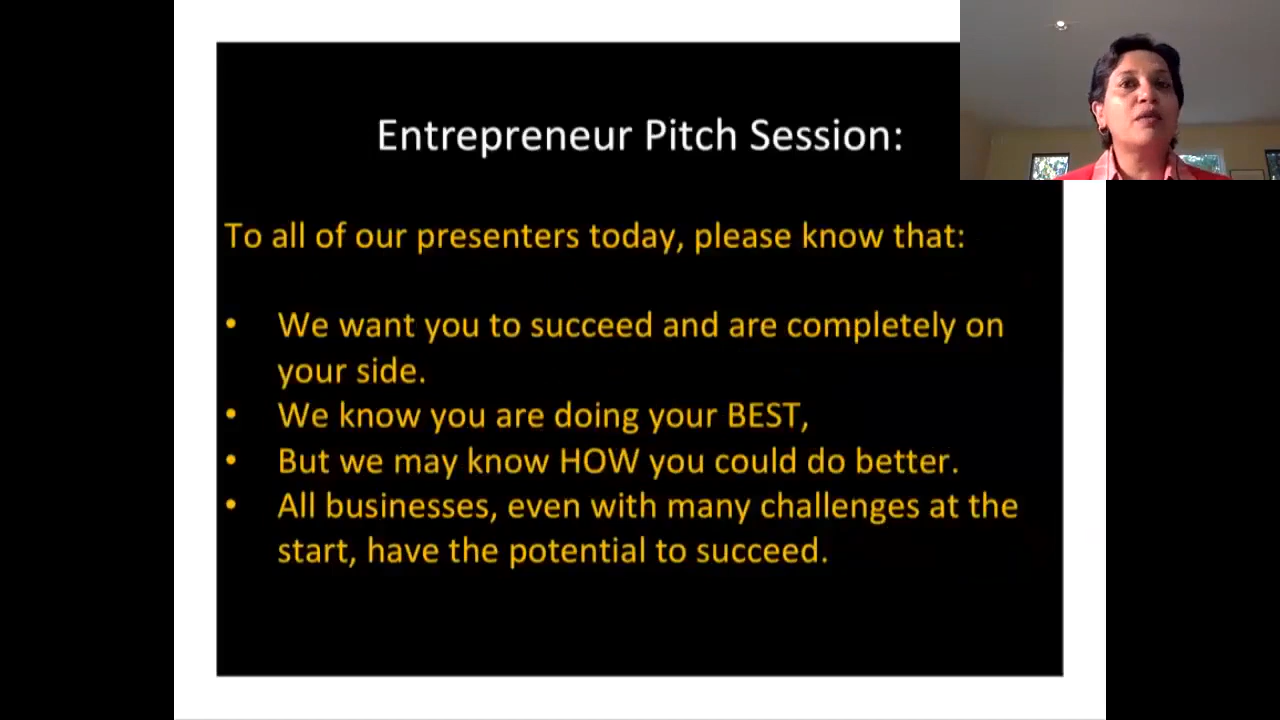 Entrepreneur Pitch Session:
To all of our presenters today, please know that:
• We want you to succeed and are completely on
your side.
• We know you are doing your BEST,
• But we may know HOW you could do better.
• All businesses, even with many challenges at the
start, have the potential to succeed.